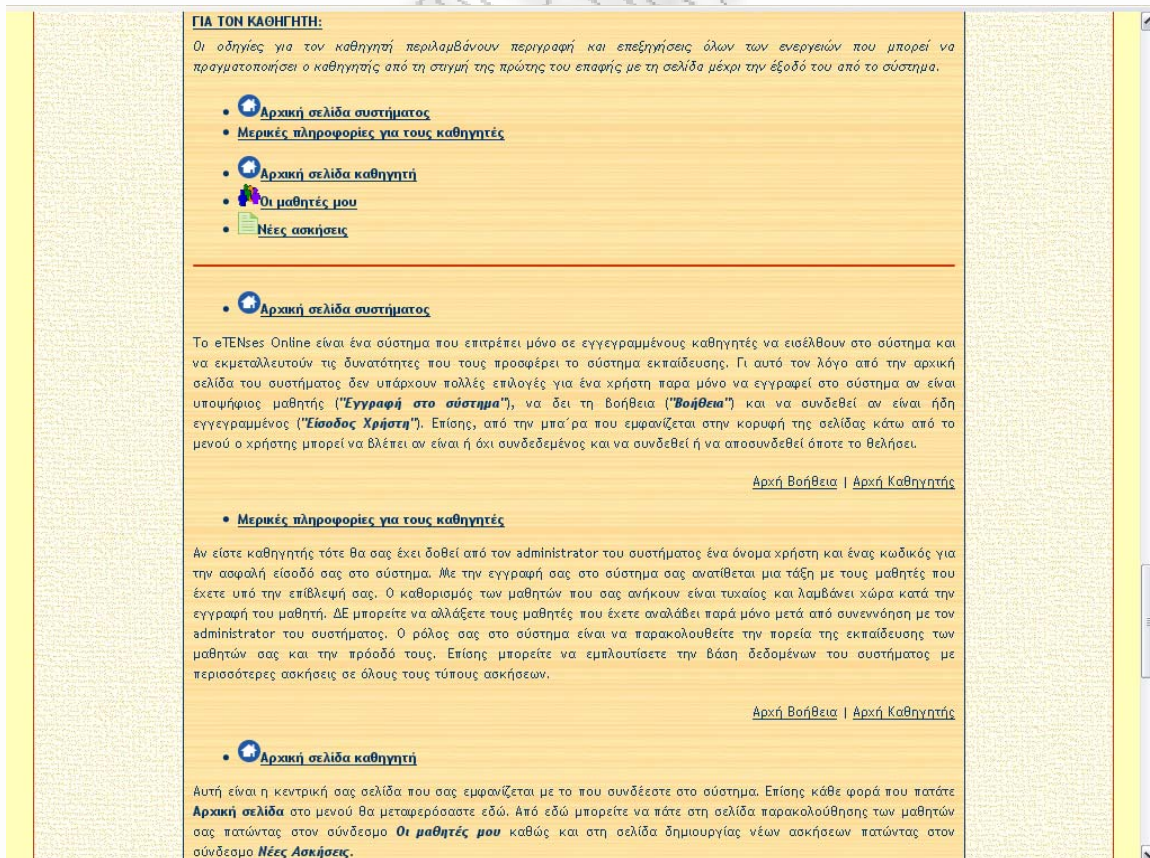 ΓΙΑ ΤΟΝ ΚΑΘΗΓΗΤΗ:
Οι οδηγίες για τον καθηγητή περιλαμβάνουν περιγραφή και επεξηγήσεις όλων των ενεργειών που μπορεί να
πραγματοποιήσει ο καθηγητής από τη στιγμή της πρώτης του επαφής με τη σελίδα μέχρι την έξοδό του από το σύστημα.
• Αρχική σελίδα συστήματος
• Μερικές πληροφορίες για τους καθηγητές
• Αρχική σελίδα καθηγητή
• Οι μαθητές μου
• Νέες ασκήσεις
• Αρχική σελίδα συστήματος
Το eTENses Online είναι ένα σύστημα που επιτρέπει μόνο σε εγγεγραμμένους καθηγητές να εισέλθουν στο σύστημα και
να εκμεταλλευτούν τις δυνατότητες που τους προσφέρει το σύστημα εκπαίδευσης. Γι αυτό τον λόγο από την αρχική
σελίδα του συστήματος δεν υπάρχουν πολλές επιλογές για ένα χρήστη παρα μόνο να εγγραφεί στο σύστημα αν είναι
υποψήφιος μαθητής ("Εγγραφή στο σύστημα"), να δει τη βοήθεια ("Βοήθεια") και να συνδεθεί αν είναι ήδη
εγγεγραμμένος ("Είσοδος Χρήστη"). Επίσης, από την μπα΄ρα που εμφανίζεται στην κορυφή της σελίδας κάτω από το
μενού ο χρήστης μπορεί να βλέπει αν είναι ή όχι συνδεδεμένος και να συνδεθεί ή να αποσυνδεθεί όποτε το θελήσει.
Αρχή Βοήθεια | Αρχή Καθηγητής
• Μερικές πληροφορίες για τους καθηγητές
Αν είστε καθηγητής τότε θα σας έχει δοθεί από τον administrator του συστήματος ένα όνομα χρήστη και ένας κωδικός για
την ασφαλή είσοδό σας στο σύστημα. Με την εγγραφή σας στο σύστημα σας ανατίθεται μια τάξη με τους μαθητές που
έχετε υπό την επίβλεψή σας. Ο καθορισμός των μαθητών που σας ανήκουν είναι τυχαίος και λαμβάνει χώρα κατά την
εγγραφή του μαθητή. ΔΕ μπορείτε να αλλάξετε τους μαθητές που έχετε αναλάβει παρά μόνο μετά από συνεννόηση με τον
administrator του συστήματος. Ο ρόλος σας στο σύστημα είναι να παρακολουθείτε την πορεία της εκπαίδευσης των
μαθητών σας και την πρόοδό τους. Επίσης μπορείτε να εμπλουτίσετε την βάση δεδομένων του συστήματος με
περισσότερες ασκήσεις σε όλους τους τύπους ασκήσεων.
Αρχή Βοήθεια | Αρχή Καθηγητής
• Αρχική σελίδα καθηγητή
Αυτή είναι η κεντρική σας σελίδα που σας εμφανίζεται με το που συνδέεστε στο σύστημα. Επίσης κάθε φορά που πατάτε
Αρχική σελίδα στο μενού θα μεταφερόσαστε εδώ. Από εδώ μπορείτε να πάτε στη σελίδα παρακολούθησης των μαθητών
σας πατώντας στον σύνδεσμο Οι μαθητές μου καθώς και στη σελίδα δημιουργίας νέων ασκήσεων πατώντας στον
σύνδεσμο Νέες Ασκήσεις.